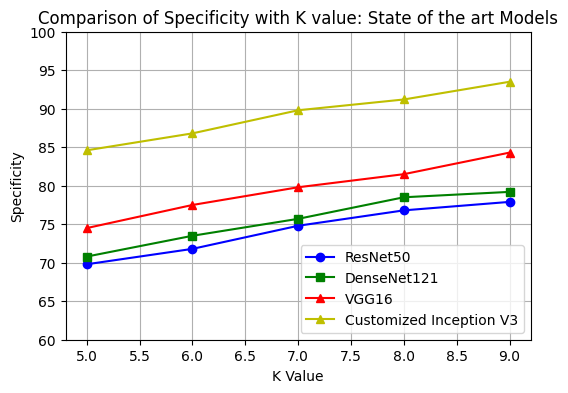 Comparison of Specificity with K value: State of the art Models
100
95
90
85
80
75
70
65
60
Specificity
ResNet50
DenseNet121
VGG16
Customized Inception V3
5.0 5.5 6.0 6.5 7.0 7.5 8.0 8.5 9.0
K Value